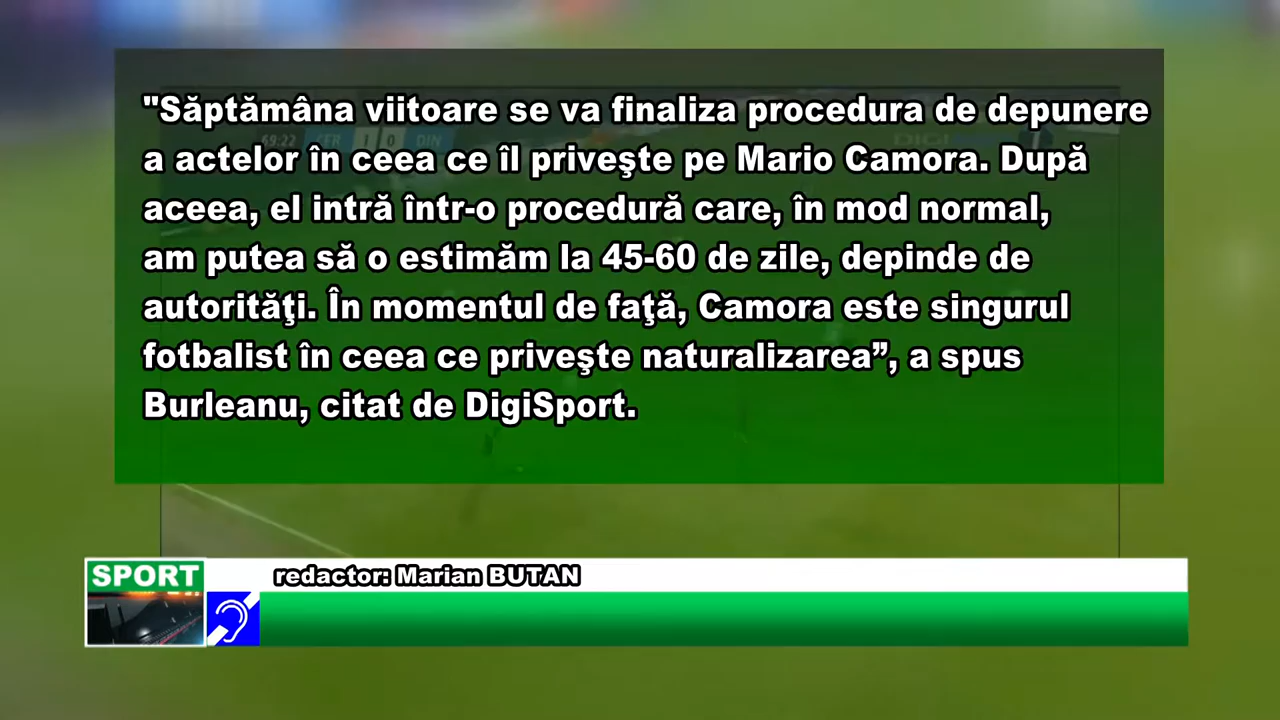 "Săptămâna viitoare se va finaliza procedura de depunere
a actelor în ceea ce îl priveşte pe Mario Camora. După
aceea, el intră într-o procedură care, în mod normal,
am putea să o estimăm la 45-60 de zile, depinde de
autorităţi. În momentul de faţă, Camora este singurul
fotbalist în ceea ce priveşte naturalizarea”, a spus
Burleanu, citat de DigiSport.
SPORT
redactor: Marian BUTAN